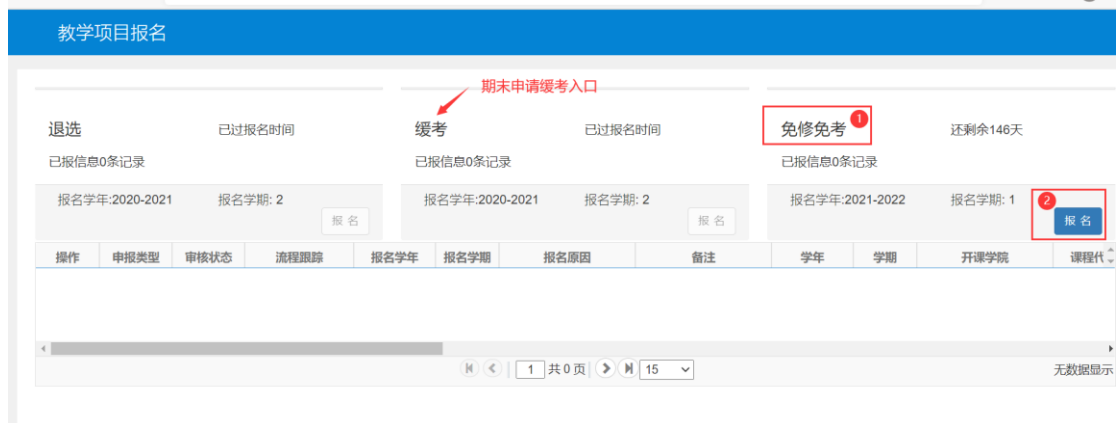 教学项目报名
期末申请缓考入口
退选 已过报名时间
已报信息0条记录
报名学年:2020-2021 报名学期: 2
报 名
缓考 已过报名时间
已报信息0条记录
报名学年:2020-2021 报名学期: 2
报 名
免修免考 1 还剩余146天
已报信息0条记录
报名学年:2021-2022 报名学期: 1
2
报 名
操作 申报类型 审核状态 流程跟踪 报名学年 报名学期 报名原因 备注 学年 学期 开课学院 课程代
1 共 0 页 15 无数据显示